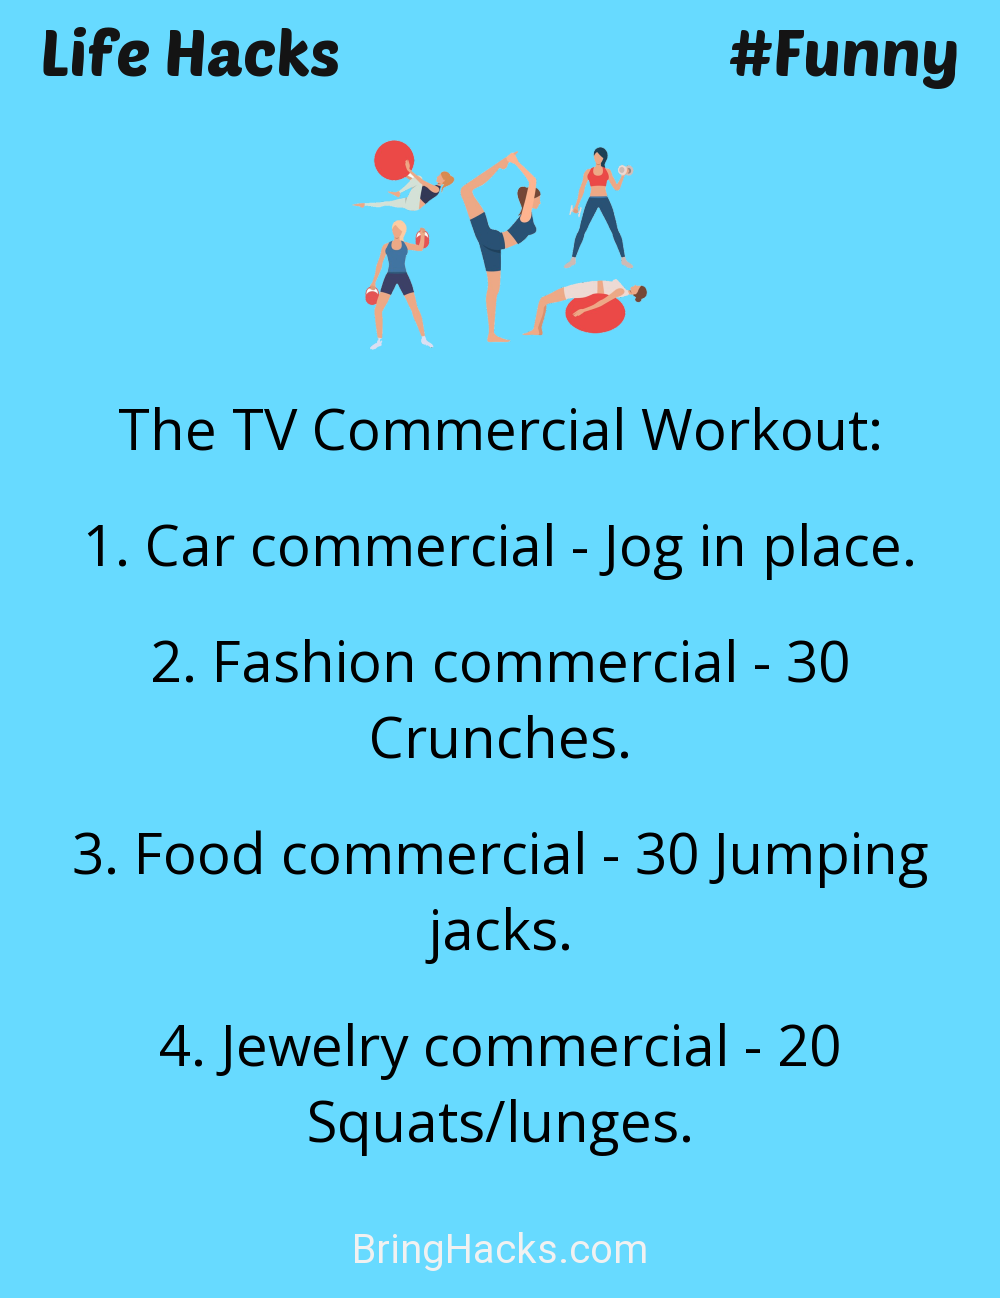 Life Hacks #Funny
The TV Commercial Workout:
1. Car commercial - Jog in place.
2. Fashion commercial - 30
Crunches.
3. Food commercial - 30 Jumping
jacks.
4. Jewelry commercial - 20
Squats/lunges.
BringHacks.com